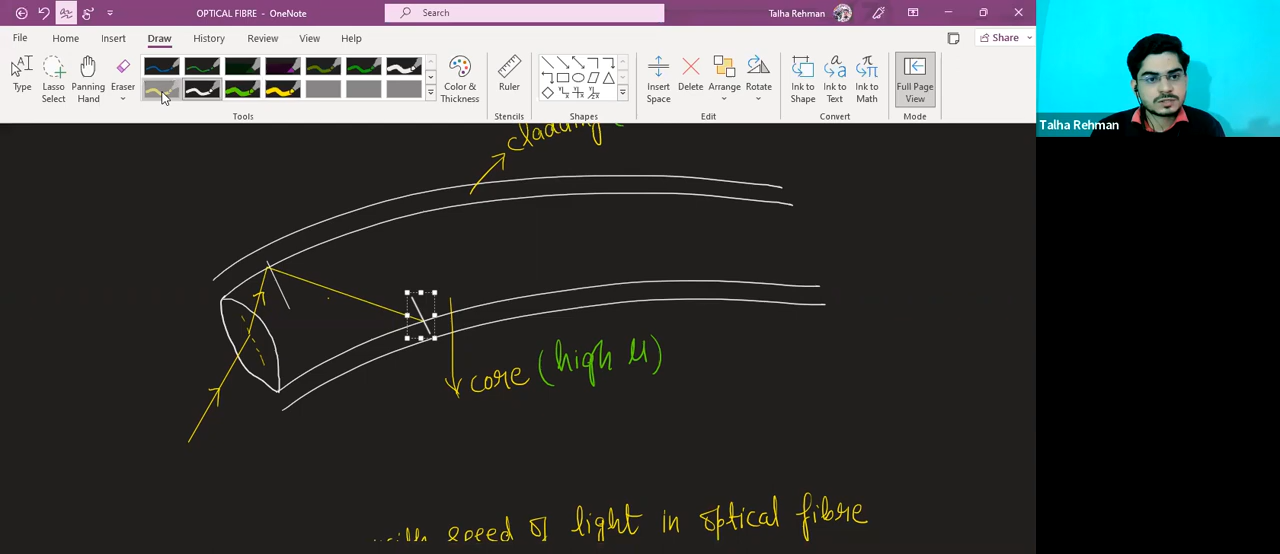 OPTICAL FIBRE - OneNote
Search
Talha Rehman
File Home Insert Draw History Review View Help
Share
Type
Lasso Select
Panning Hand
Eraser
Color & Thickness
Ruler
Insert Space
Delete
Arrange
Rotate
Ink to Shape
Ink to Text
Ink to Math
Full Page View
Tools Stencils Shapes Edit Convert Mode
Talha Rehman
cladding (
core (high μ)
speed of light in optical fibre